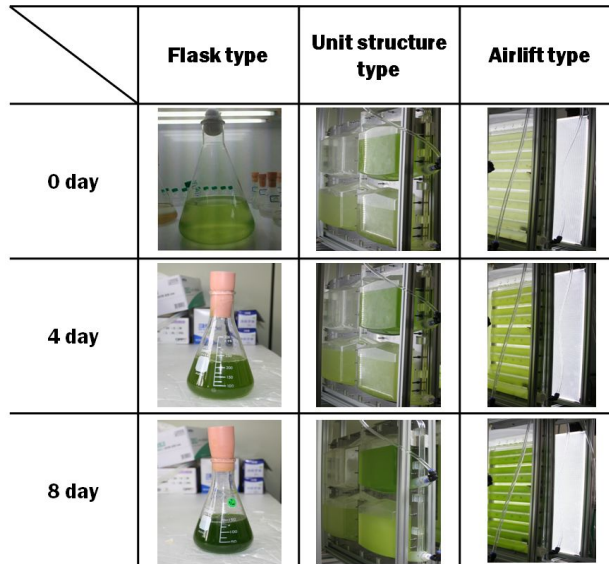 Flask type
Unit structure
type
Airlift type
0 day
4 day
8 day